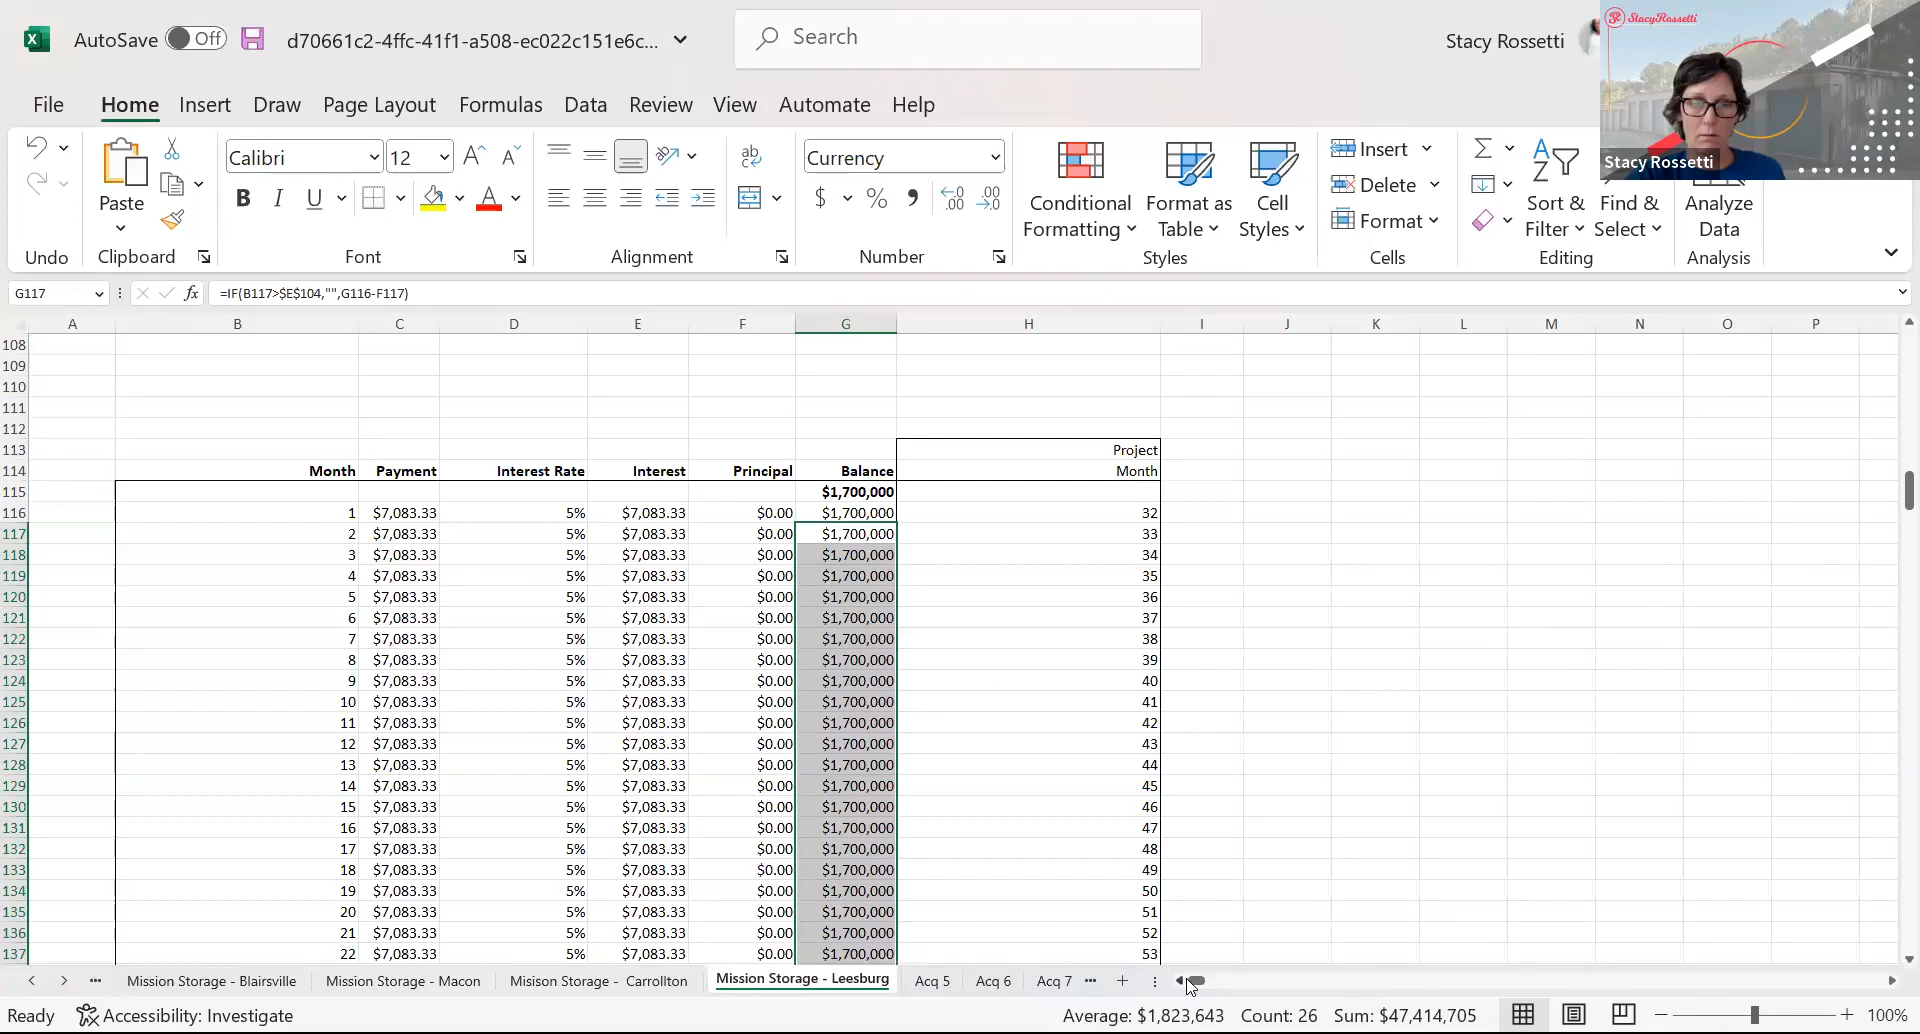 AutoSave Off d70661c2-4ffc-41f1-a508-ec022c151e6c... Search Stacy Rossetti
StacyRossetti
Stacy Rossetti
File Home Insert Draw Page Layout Formulas Data Review View Automate Help
Calibri 12 ab Currency Insert
Paste B I U $ % Delete
Conditional Formatting Format as Table Cell Styles Format Sort & Filter Find & Select Analyze Data
Undo Clipboard Font Alignment Number Styles Cells Editing Analysis
G117 fx =IF(B117>$E$104,"",G116-F117)
A B C D E F G H I J K L M N O P
108
109
110
111
112
113 Project
114 Month Payment Interest Rate Interest Principal Balance Month
115 $1,700,000
116 1 $7,083.33 5% $7,083.33 $0.00 $1,700,000 32
117 2 $7,083.33 5% $7,083.33 $0.00 $1,700,000 33
118 3 $7,083.33 5% $7,083.33 $0.00 $1,700,000 34
119 4 $7,083.33 5% $7,083.33 $0.00 $1,700,000 35
120 5 $7,083.33 5% $7,083.33 $0.00 $1,700,000 36
121 6 $7,083.33 5% $7,083.33 $0.00 $1,700,000 37
122 7 $7,083.33 5% $7,083.33 $0.00 $1,700,000 38
123 8 $7,083.33 5% $7,083.33 $0.00 $1,700,000 39
124 9 $7,083.33 5% $7,083.33 $0.00 $1,700,000 40
125 10 $7,083.33 5% $7,083.33 $0.00 $1,700,000 41
126 11 $7,083.33 5% $7,083.33 $0.00 $1,700,000 42
127 12 $7,083.33 5% $7,083.33 $0.00 $1,700,000 43
128 13 $7,083.33 5% $7,083.33 $0.00 $1,700,000 44
129 14 $7,083.33 5% $7,083.33 $0.00 $1,700,000 45
130 15 $7,083.33 5% $7,083.33 $0.00 $1,700,000 46
131 16 $7,083.33 5% $7,083.33 $0.00 $1,700,000 47
132 17 $7,083.33 5% $7,083.33 $0.00 $1,700,000 48
133 18 $7,083.33 5% $7,083.33 $0.00 $1,700,000 49
134 19 $7,083.33 5% $7,083.33 $0.00 $1,700,000 50
135 20 $7,083.33 5% $7,083.33 $0.00 $1,700,000 51
136 21 $7,083.33 5% $7,083.33 $0.00 $1,700,000 52
137 22 $7,083.33 5% $7,083.33 $0.00 $1,700,000 53
... Mission Storage - Blairsville Mission Storage - Macon Misison Storage - Carrollton Mission Storage - Leesburg Acq 5 Acq 6 Acq 7 ...
Ready Accessibility: Investigate Average: $1,823,643 Count: 26 Sum: $47,414,705 100%